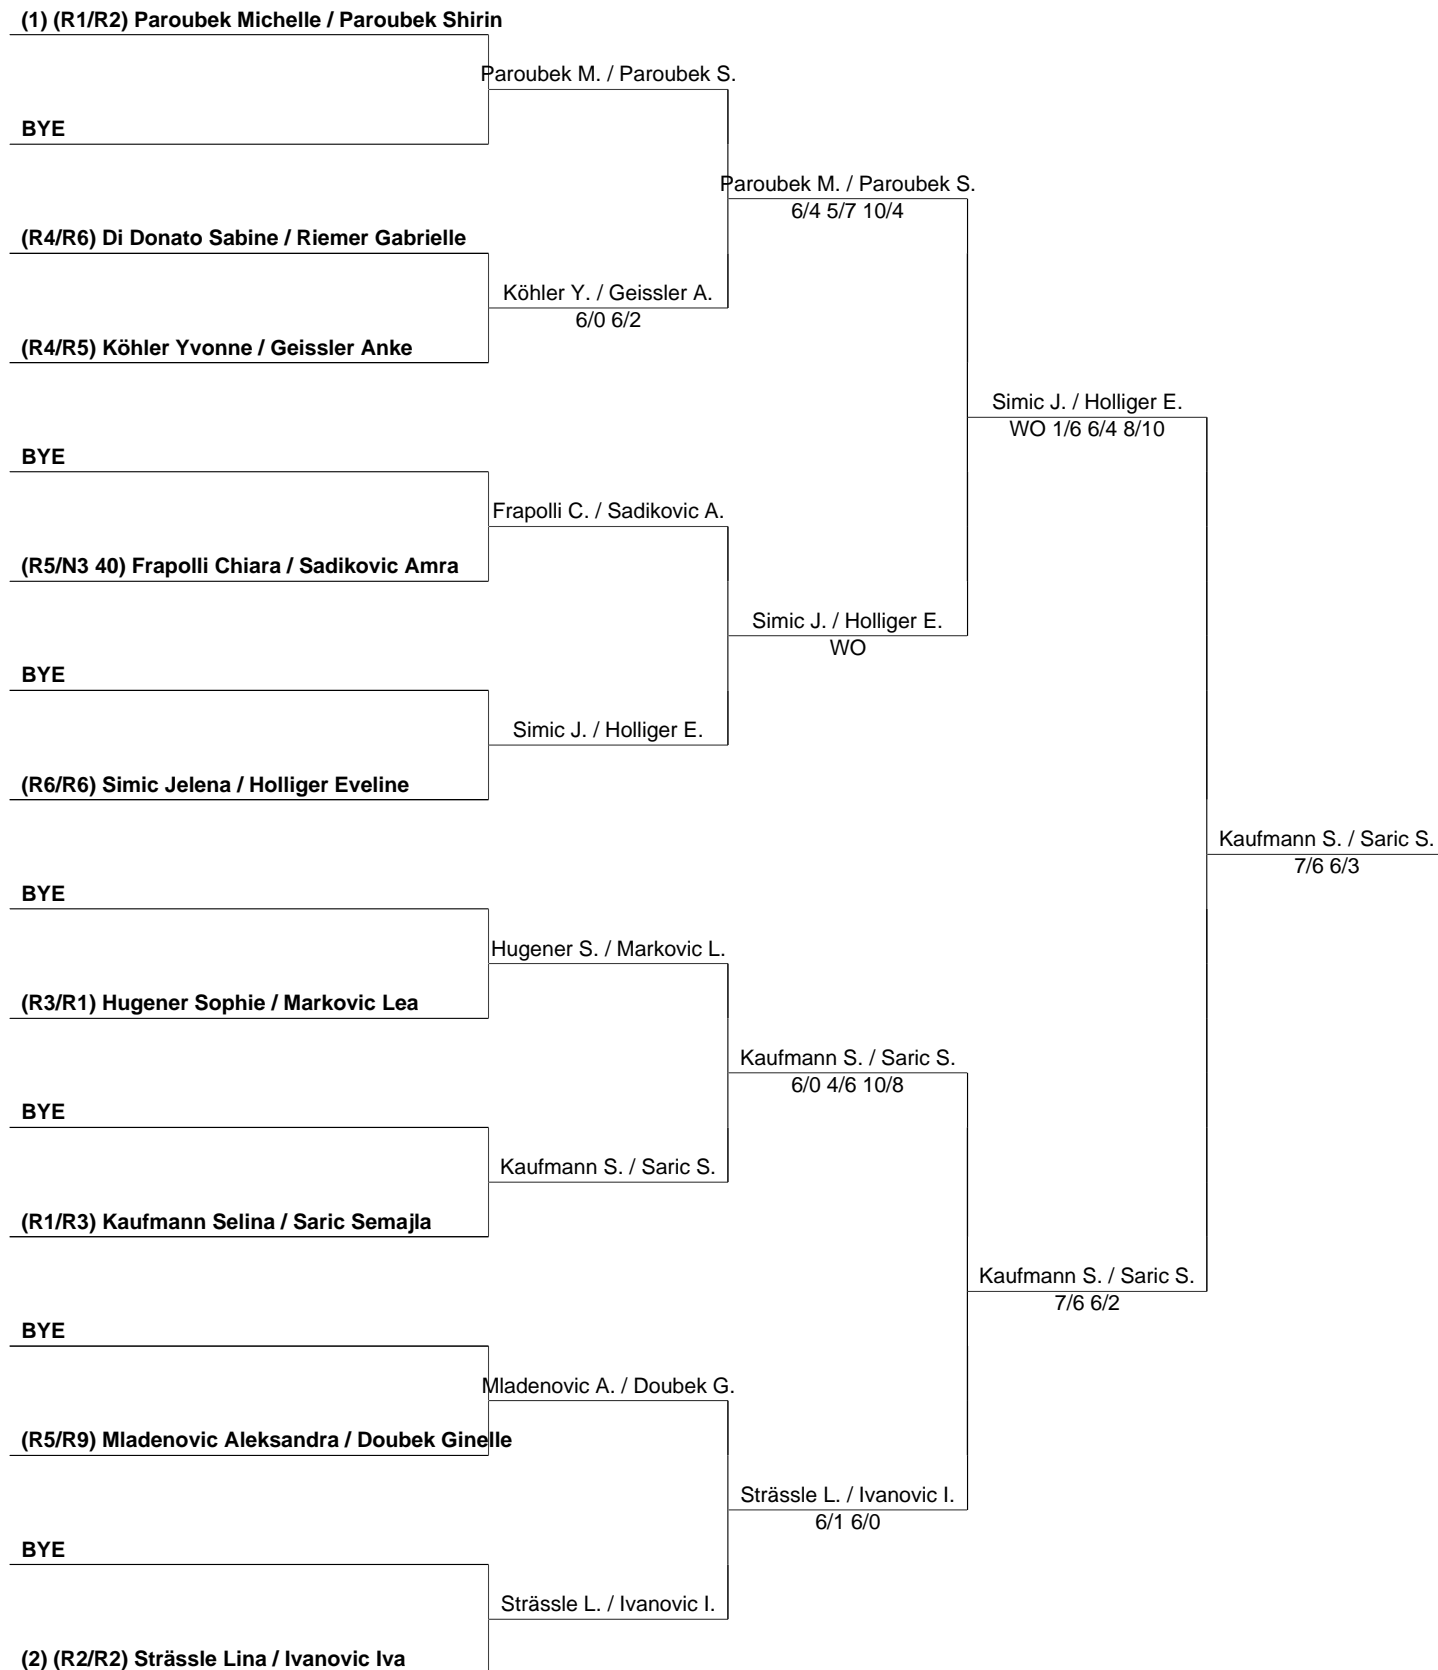 (1) (R1/R2) Paroubek Michelle / Paroubek Shirin
Paroubek M. / Paroubek S.
BYE
Paroubek M. / Paroubek S.
6/4 5/7 10/4
(R4/R6) Di Donato Sabine / Riemer Gabrielle
Köhler Y. / Geissler A.
6/0 6/2
(R4/R5) Köhler Yvonne / Geissler Anke
Simic J. / Holliger E.
WO 1/6 6/4 8/10
BYE
Frapolli C. / Sadikovic A.
(R5/N3 40) Frapolli Chiara / Sadikovic Amra
Simic J. / Holliger E.
WO
BYE
Simic J. / Holliger E.
(R6/R6) Simic Jelena / Holliger Eveline
Kaufmann S. / Saric S.
7/6 6/3
BYE
Hugener S. / Markovic L.
(R3/R1) Hugener Sophie / Markovic Lea
Kaufmann S. / Saric S.
6/0 4/6 10/8
BYE
Kaufmann S. / Saric S.
(R1/R3) Kaufmann Selina / Saric Semajla
Kaufmann S. / Saric S.
7/6 6/2
BYE
Mladenovic A. / Doubek G.
(R5/R9) Mladenovic Aleksandra / Doubek Ginelle
Strässle L. / Ivanovic I.
6/1 6/0
BYE
Strässle L. / Ivanovic I.
(2) (R2/R2) Strässle Lina / Ivanovic Iva